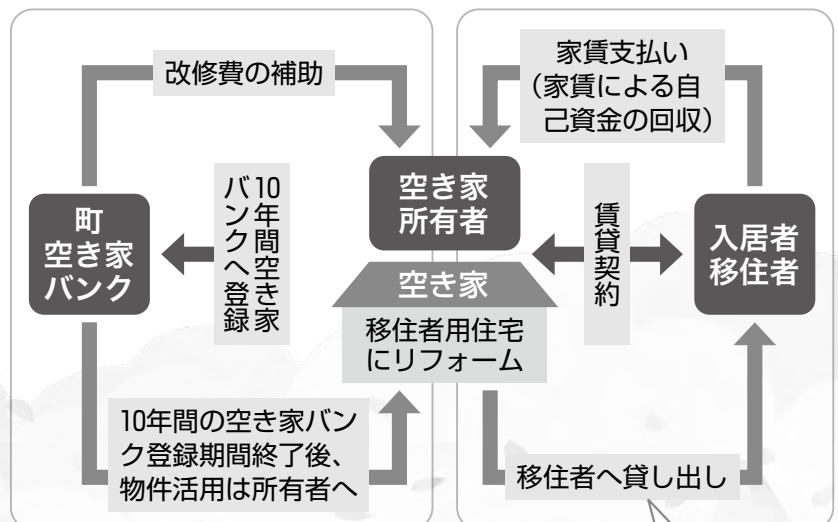 改修費の補助
家賃支払い
（家賃による自
己資金の回収）
町
空き家
バンク
10年間空き家
バンクへ登録
空き家
所有者
賃貸契約
入居者
移住者
空き家
移住者用住宅
にリフォーム
10年間の空き家バン
ク登録期間終了後、
物件活用は所有者へ
移住者へ貸し出し